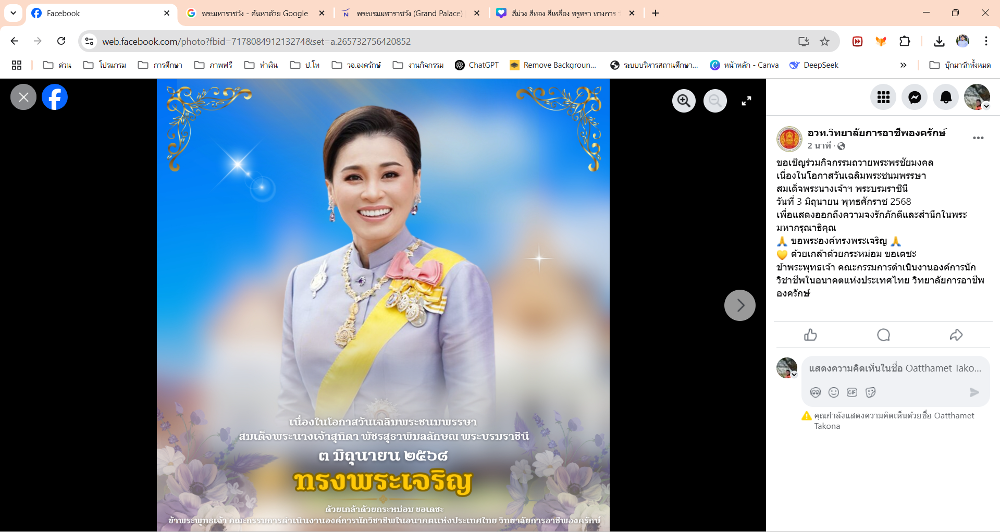 Facebook
พระมหาราชวัง - ค้นหาด้วย Google
พระบรมมหาราชวัง (Grand Palace)
สีม่วง สีทอง สีเหลือง หรูหรา ทางการ
web.facebook.com/photo?fbid=717808491213274&set=a.265732756420852
ด่วน
โปรแกรม
การศึกษา
ภาพฟรี
ทำเงิน
ป.โท
วอ.องครักษ์
งานกิจกรรม
ChatGPT
Remove Backgroun...
ระบบบริหารสถานศึกษา...
หน้าหลัก - Canva
DeepSeek
บุ๊กมาร์กทั้งหมด
เนื่องในโอกาสวันเฉลิมพระชนมพรรษา
สมเด็จพระนางเจ้าสุทิดา พัชรสุธาพิมลลักษณ พระบรมราชินี
๓ มิถุนายน ๒๕๖๘
ทรงพระเจริญ
ด้วยเกล้าด้วยกระหม่อม ขอเดชะ
ข้าพระพุทธเจ้า คณะกรรมการดำเนินงานองค์การนักวิชาชีพในอนาคตแห่งประเทศไทย วิทยาลัยการอาชีพองครักษ์
อวท.วิทยาลัยการอาชีพองครักษ์
2 นาที ·
ขอเชิญร่วมกิจกรรมถวายพระพรชัยมงคล
เนื่องในโอกาสวันเฉลิมพระชนมพรรษา
สมเด็จพระนางเจ้าฯ พระบรมราชินี
วันที่ 3 มิถุนายน พุทธศักราช 2568
เพื่อแสดงออกถึงความจงรักภักดีและสำนึกในพระ
มหากรุณาธิคุณ
🙏 ขอพระองค์ทรงพระเจริญ 🙏
💛 ด้วยเกล้าด้วยกระหม่อม ขอเดชะ
ข้าพระพุทธเจ้า คณะกรรมการดำเนินงานองค์การนัก
วิชาชีพในอนาคตแห่งประเทศไทย วิทยาลัยการอาชีพ
องครักษ์
แสดงความคิดเห็นในชื่อ Oatthamet Tako...
GIF
คุณกำลังแสดงความคิดเห็นด้วยชื่อ Oatthamet
Takona